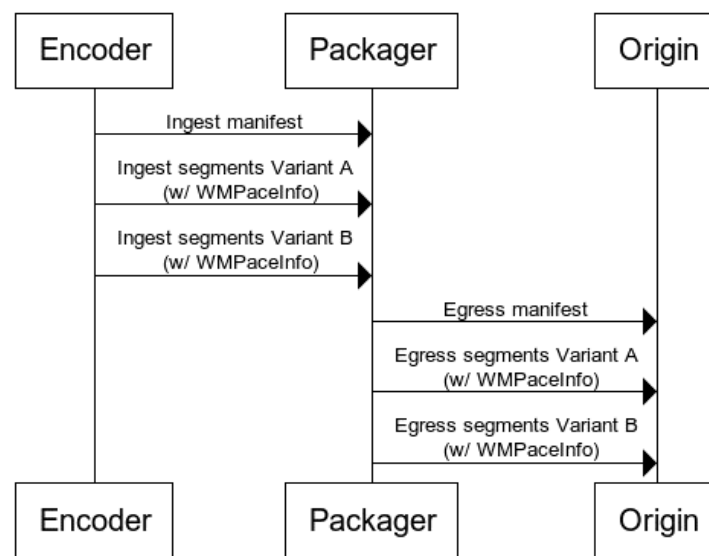 Encoder Packager Origin
Ingest manifest
Ingest segments Variant A
(w/ WMPaceInfo)
Ingest segments Variant B
(w/ WMPaceInfo)
Egress manifest
Egress segments Variant A
(w/ WMPaceInfo)
Egress segments Variant B
(w/ WMPaceInfo)
Encoder Packager Origin